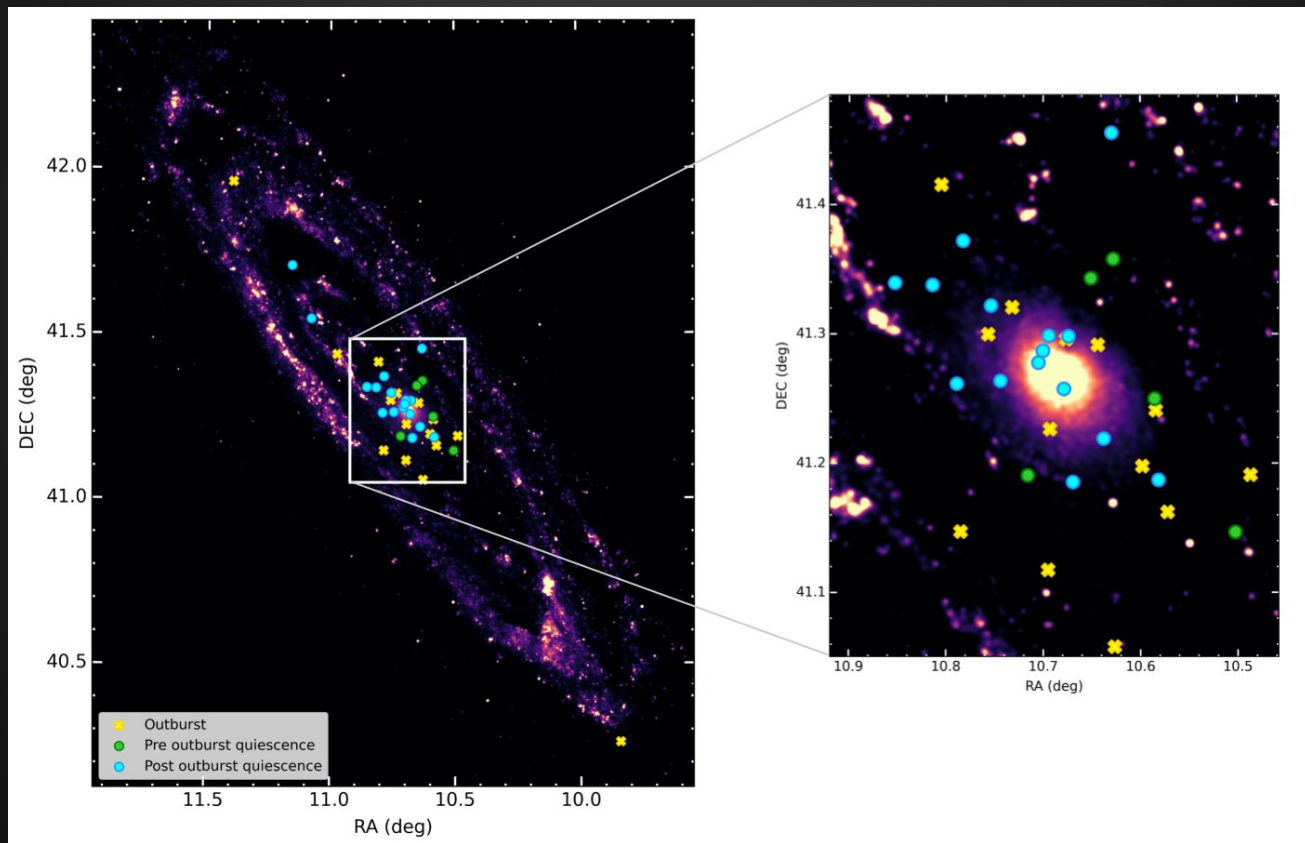 DEC (deg)
42.0
41.5
41.0
40.5
Outburst
Pre outburst quiescence
Post outburst quiescence
11.5 11.0 10.5 10.0
RA (deg)
DEC (deg)
41.4
41.3
41.2
41.1
10.9 10.8 10.7 10.6 10.5
RA (deg)